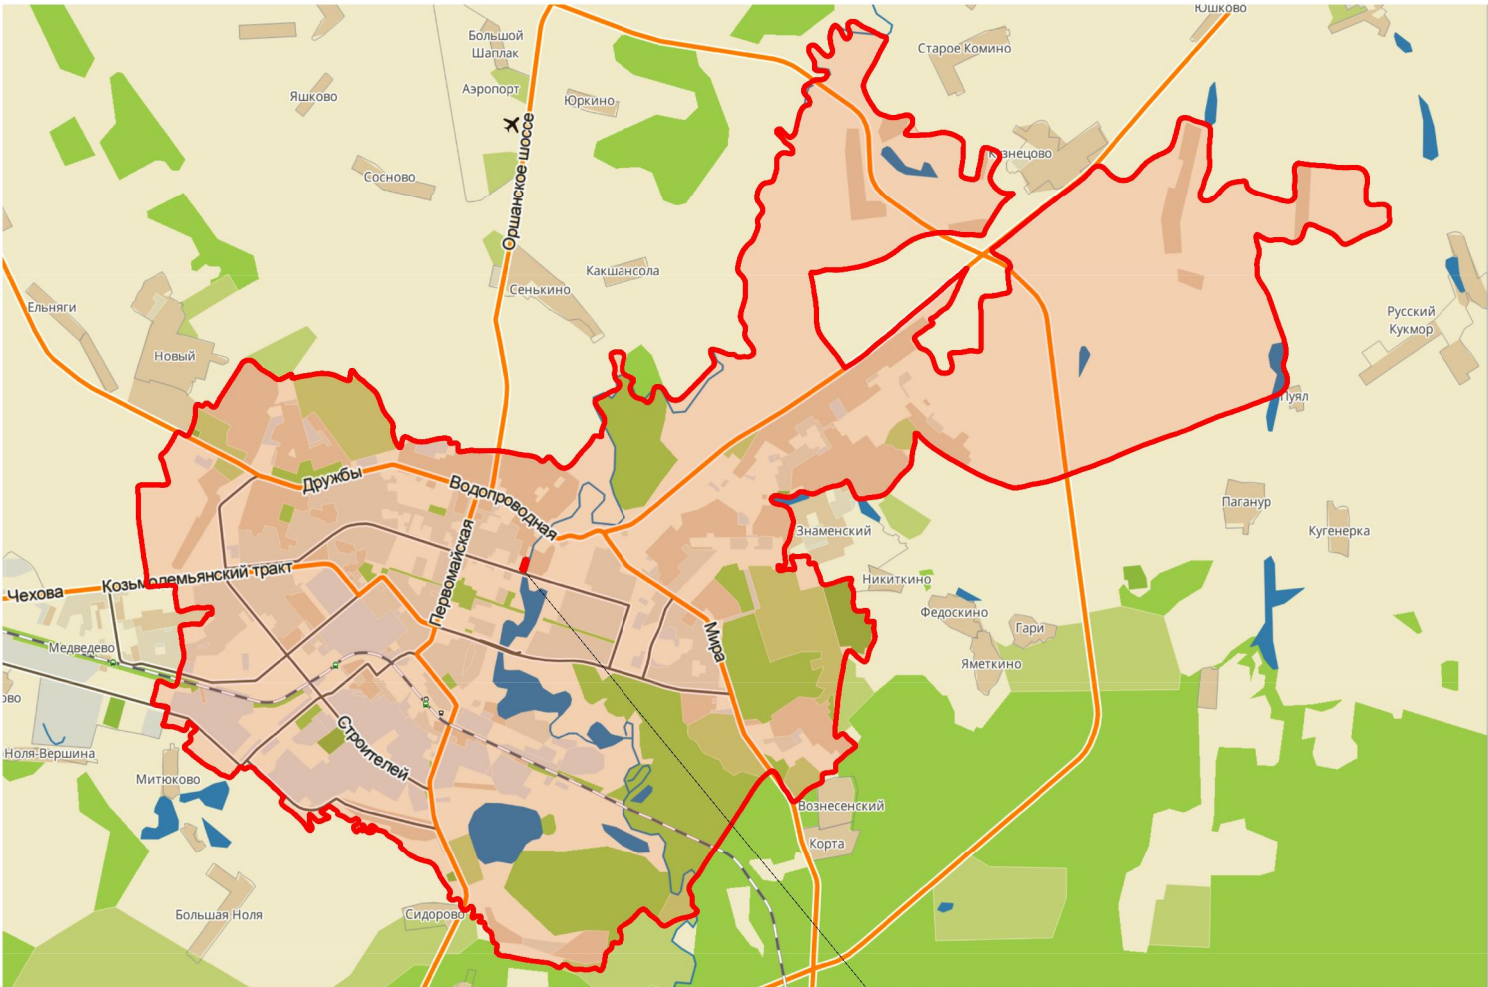 Юшково
Большой
Шаплак
Старое Комино
Аэропорт
Яшково
Юркино
Оршанское шоссе
Кузнецово
Сосново
Какшансола
Сенькино
Ельняги
Новый
Русский
Кукмор
Пуял
Дружбы
Водопроводная
Паганур
Знаменский
Кугенерка
Первомайская
Козьмодемьянский тракт
Чехова
Никиткино
Федоскино
Гари
Мира
Медведево
Яметкино
ово
Строителей
Ноля-Вершина
Митюково
Вознесенский
Корта
Большая Ноля
Сидорово